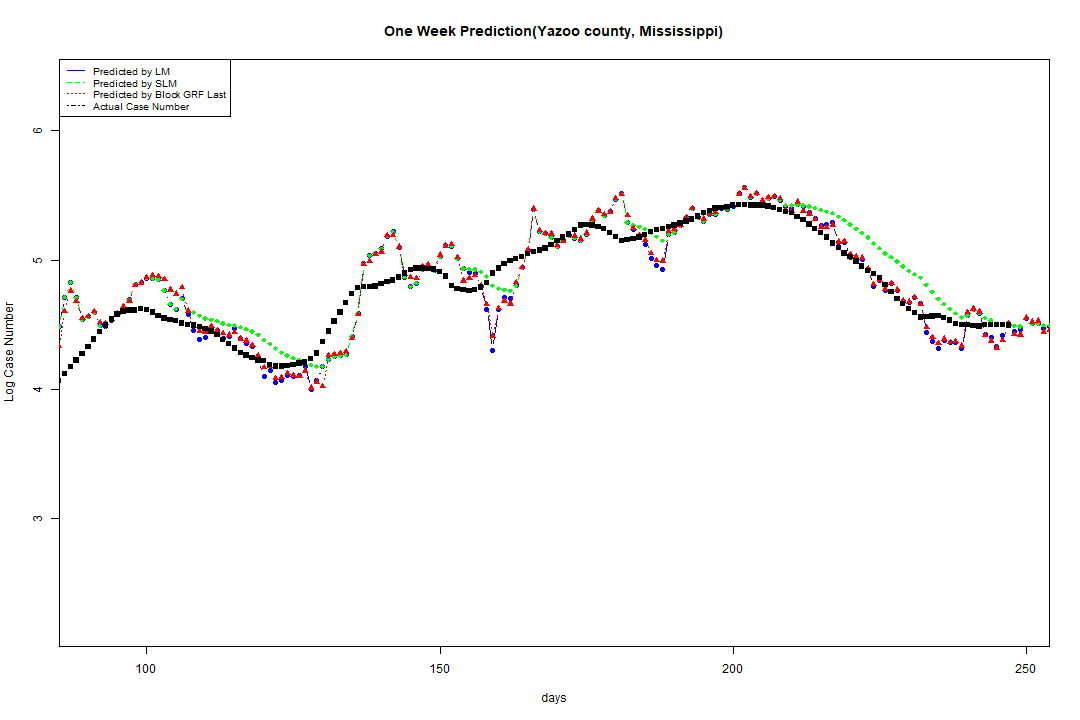 One Week Prediction(Yazoo county, Mississippi)
Predicted by LM
Predicted by SLM
Predicted by Block GRF Last
Actual Case Number
6
5
4
3
Log Case Number
100 150 200 250
days